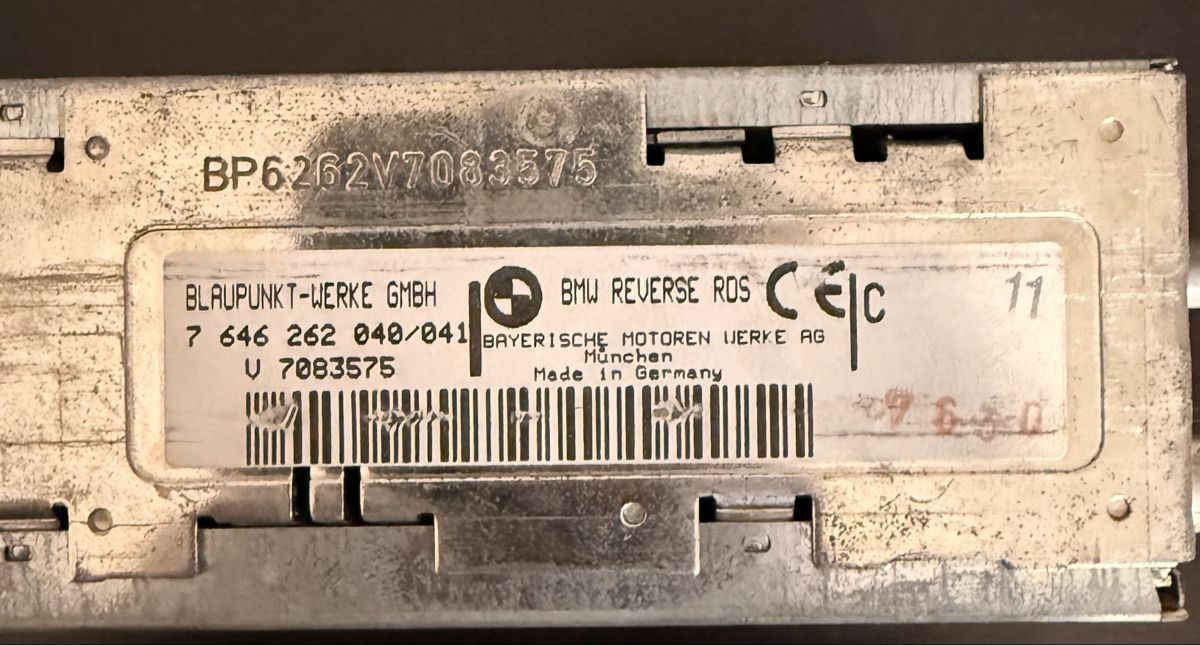 BP6262V7083575
BLAUPUNKT-WERKE GMBH
7 646 262 040/041
V 7083575
BMW REVERSE RDS
BAYERISCHE MOTOREN WERKE AG
München
Made in Germany
CE
C
11